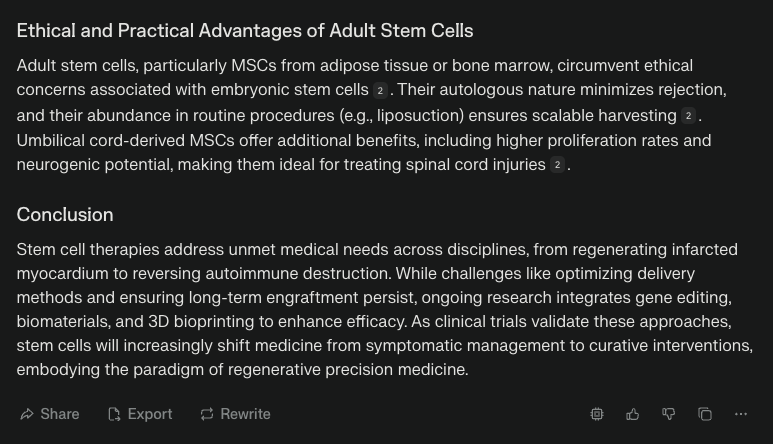 Ethical and Practical Advantages of Adult Stem Cells
Adult stem cells, particularly MSCs from adipose tissue or bone marrow, circumvent ethical
concerns associated with embryonic stem cells 2 . Their autologous nature minimizes rejection,
and their abundance in routine procedures (e.g., liposuction) ensures scalable harvesting 2 .
Umbilical cord-derived MSCs offer additional benefits, including higher proliferation rates and
neurogenic potential, making them ideal for treating spinal cord injuries 2 .
Conclusion
Stem cell therapies address unmet medical needs across disciplines, from regenerating infarcted
myocardium to reversing autoimmune destruction. While challenges like optimizing delivery
methods and ensuring long-term engraftment persist, ongoing research integrates gene editing,
biomaterials, and 3D bioprinting to enhance efficacy. As clinical trials validate these approaches,
stem cells will increasingly shift medicine from symptomatic management to curative interventions,
embodying the paradigm of regenerative precision medicine.
Share Export Rewrite